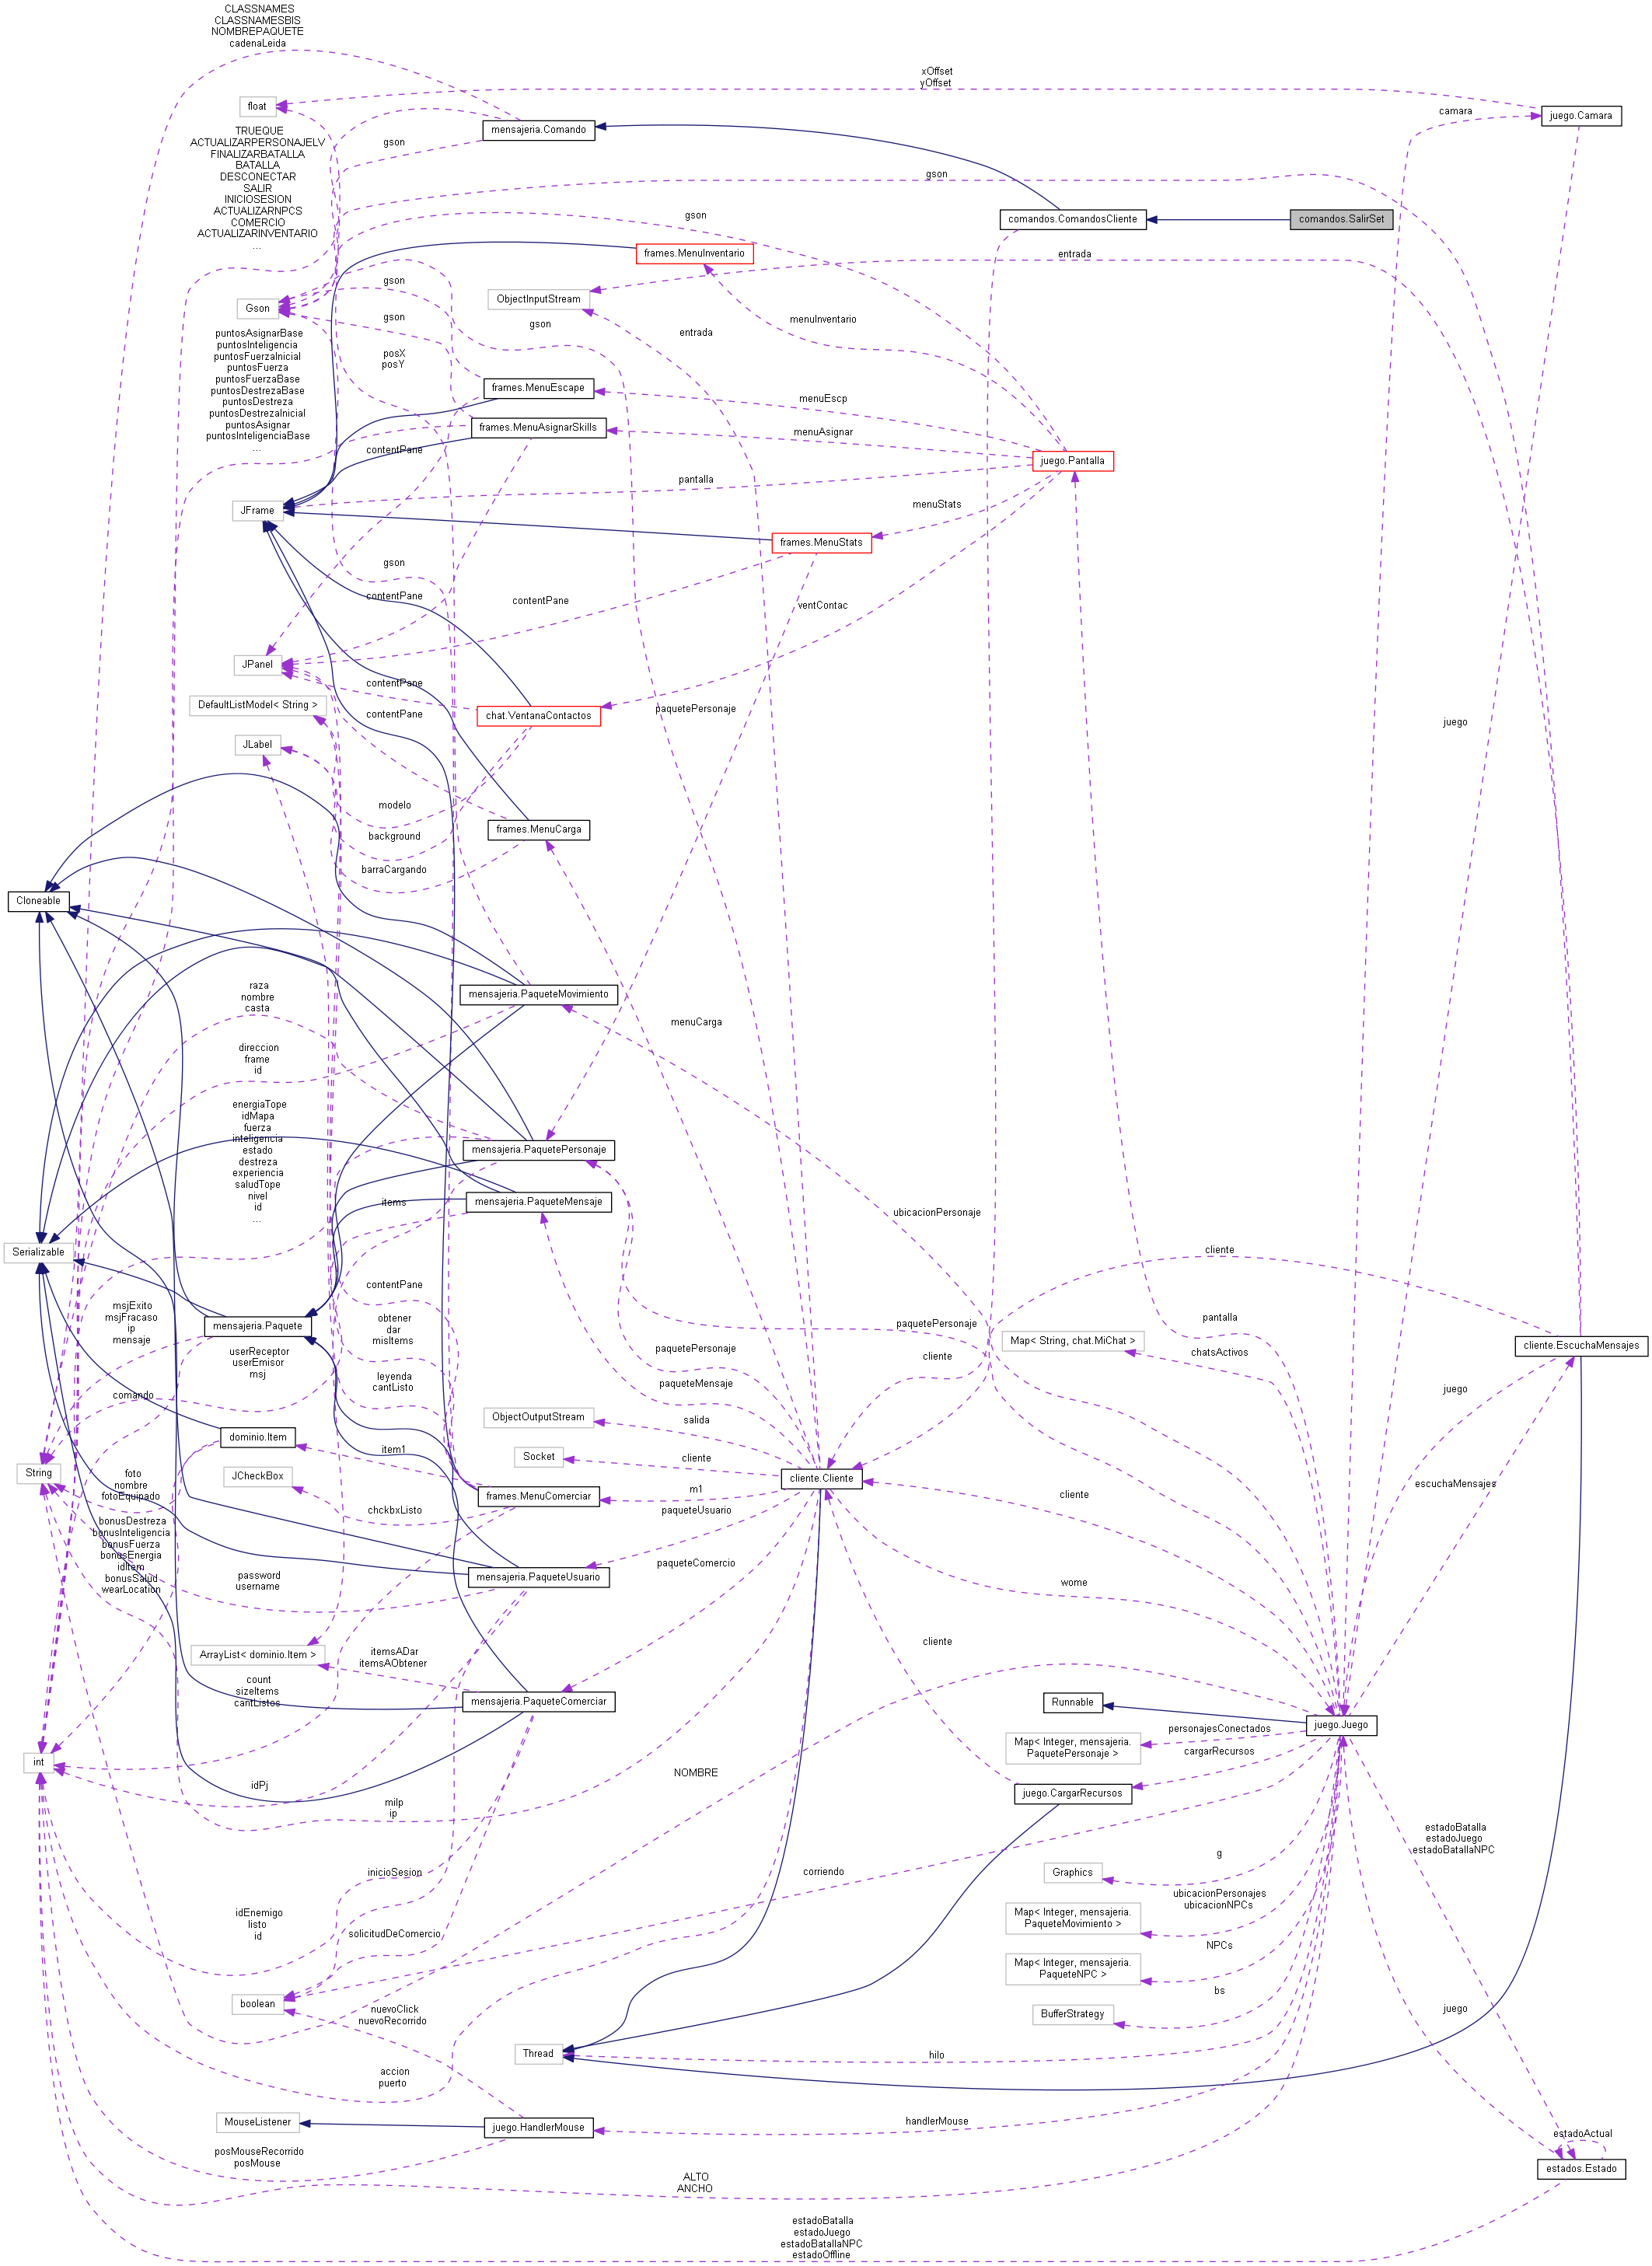 CLASSNAMES
CLASSNAMESBIS
NOMBREPAQUETE
cadenaLeida
xOffset
yOffset
float
camara
juego.Camara
TRUEQUE
ACTUALIZARPERSONAJELV
FINALIZARBATALLA
BATALLA
DESCONECTAR
SALIR
INICIOSESION
ACTUALIZARNPCS
COMERCIO
ACTUALIZARINVENTARIO
...
mensajeria.Comando
gson
gson
gson
comandos.ComandosCliente
comandos.SalirSet
frames.MenuInventario
entrada
ObjectInputStream
Gson
gson
gson
gson
menuInventario
entrada
puntosAsignarBase
puntosInteligencia
puntosFuerzaInicial
puntosFuerza
puntosFuerzaBase
puntosDestrezaBase
puntosDestreza
puntosDestrezaInicial
puntosAsignar
puntosInteligenciaBase
...
posX
posY
frames.MenuEscape
menuEscp
frames.MenuAsignarSkills
menuAsignar
contentPane
juego.Pantalla
pantalla
JFrame
menuStats
frames.MenuStats
gson
contentPane
contentPane
ventContac
JPanel
contentPane
DefaultListModel< String >
contentPane
chat.VentanaContactos
paquetePersonaje
juego
JLabel
modelo
background
frames.MenuCarga
barraCargando
Cloneable
raza
nombre
casta
mensajeria.PaqueteMovimiento
menuCarga
direccion
frame
id
energiaTope
idMapa
fuerza
inteligencia
estado
destreza
experiencia
saludTope
nivel
id
...
mensajeria.PaquetePersonaje
items
mensajeria.PaqueteMensaje
ubicacionPersonaje
Serializable
cliente
contentPane
msjExito
msjFracaso
ip
mensaje
mensajeria.Paquete
obtener
dar
misItems
paquetePersonaje
pantalla
Map< String, chat.MiChat >
chatsActivos
cliente.EscuchaMensajes
userReceptor
userEmisor
msj
paquetePersonaje
cliente
leyenda
cantListo
paqueteMensaje
juego
comando
ObjectOutputStream
salida
dominio.Item
item1
Socket
cliente
String
foto
nombre
fotoEquipado
JCheckBox
cliente.Cliente
escuchaMensajes
frames.MenuComerciar
m1
cliente
chckbxListo
paqueteUsuario
bonusDestreza
bonusInteligencia
bonusFuerza
bonusEnergia
idItem
bonusSalud
wearLocation
paqueteComercio
password
username
mensajeria.PaqueteUsuario
wome
cliente
ArrayList< dominio.Item >
itemsADar
itemsAObtener
count
sizeItems
cantListos
mensajeria.PaqueteComerciar
Runnable
juego.Juego
personajesConectados
Map< Integer, mensajeria.
PaquetePersonaje >
cargarRecursos
int
idPj
NOMBRE
juego.CargarRecursos
miIp
ip
estadoBatalla
estadoJuego
estadoBatallaNPC
g
Graphics
inicioSesion
corriendo
ubicacionPersonajes
ubicacionNPCs
Map< Integer, mensajeria.
PaqueteMovimiento >
idEnemigo
listo
id
solicitudDeComercio
NPCs
Map< Integer, mensajeria.
PaqueteNPC >
bs
boolean
nuevoClick
nuevoRecorrido
BufferStrategy
juego
Thread
hilo
accion
puerto
MouseListener
juego.HandlerMouse
handlerMouse
estadoActual
posMouseRecorrido
posMouse
estados.Estado
ALTO
ANCHO
estadoBatalla
estadoJuego
estadoBatallaNPC
estadoOffline